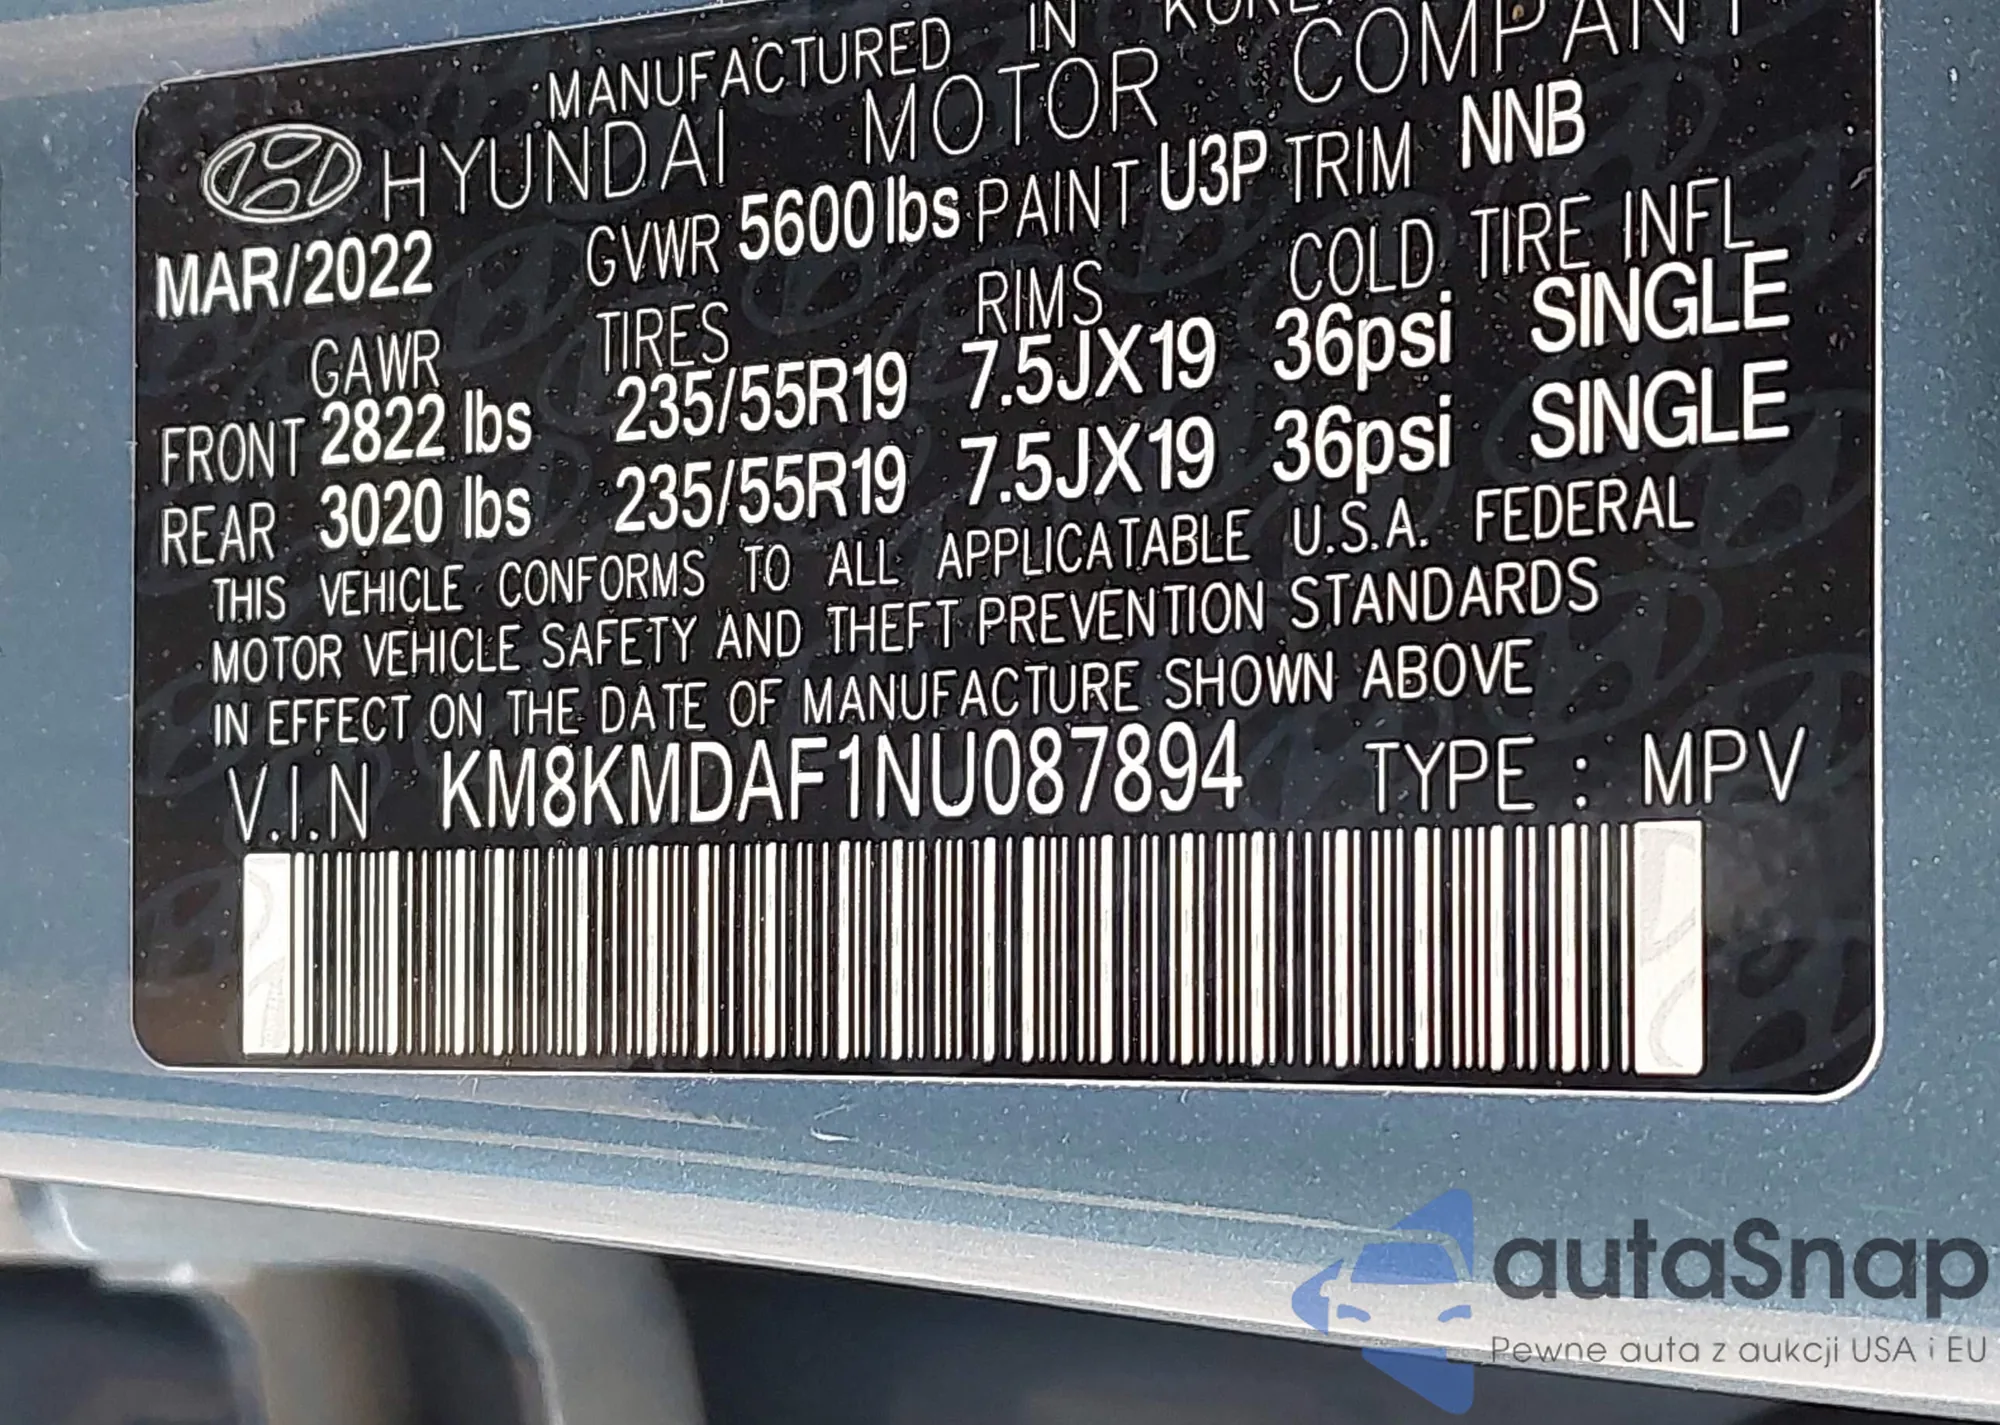 MANUFACTURED IN KOREA
HYUNDAI MOTOR COMPANY
MAR/2022 GVWR 5600 lbs PAINT U3P TRIM NNB
GAWR TIRES RIMS COLD TIRE INFL
FRONT 2822 lbs 235/55R19 7.5JX19 36psi SINGLE
REAR 3020 lbs 235/55R19 7.5JX19 36psi SINGLE
THIS VEHICLE CONFORMS TO ALL APPLICATABLE U.S.A. FEDERAL
MOTOR VEHICLE SAFETY AND THEFT PREVENTION STANDARDS
IN EFFECT ON THE DATE OF MANUFACTURE SHOWN ABOVE
V.I.N KM8KMDAF1NU087894 TYPE : MPV
autaSnap
Pewne auta z aukcji USA i EU